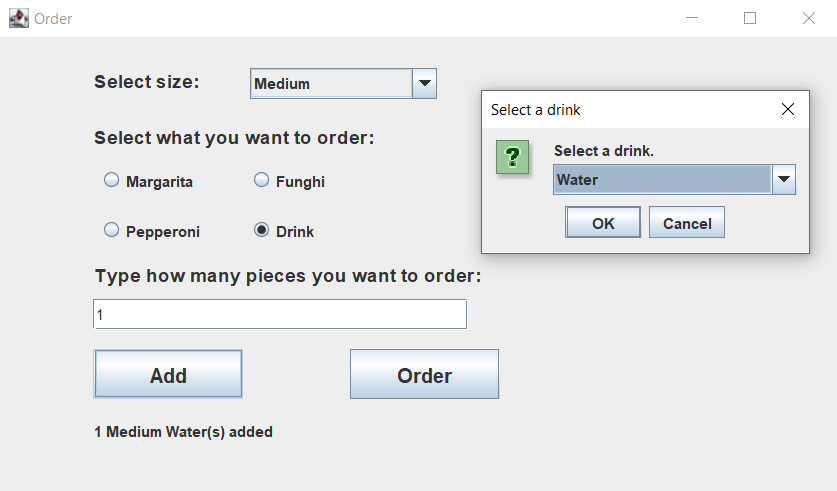 Order
Select size:
Medium
Select a drink
Select a drink.
?
Water
OK
Cancel
Select what you want to order:
Margarita
Funghi
Pepperoni
Drink
Type how many pieces you want to order:
1
Add
Order
1 Medium Water(s) added